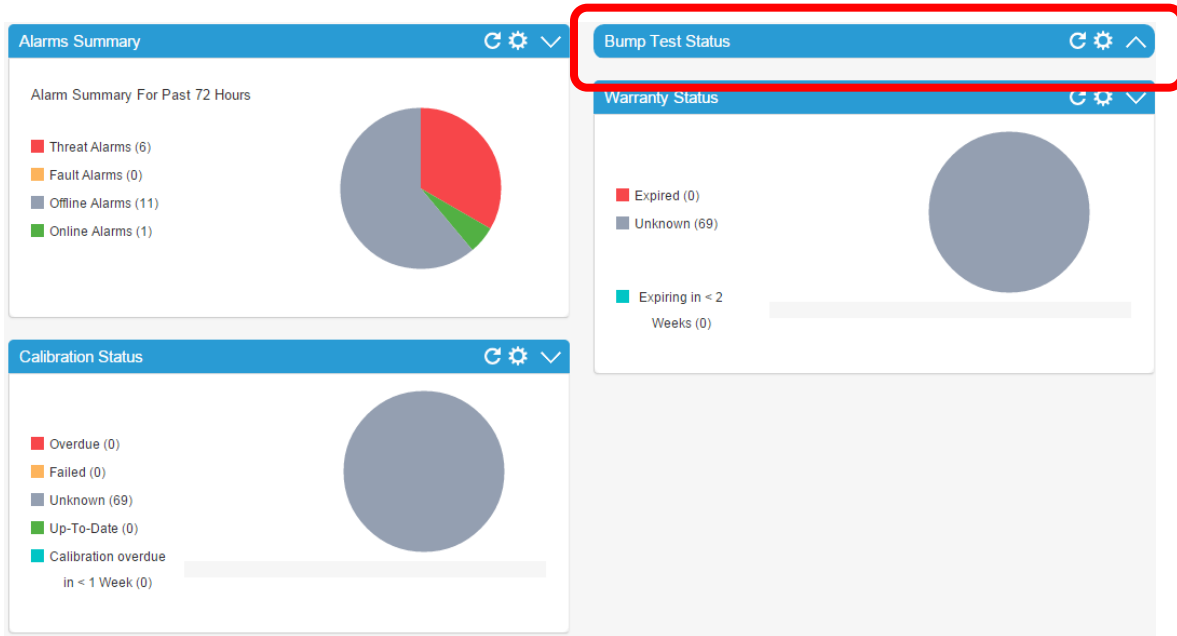 Alarms Summary
Alarm Summary For Past 72 Hours
Threat Alarms (6)
Fault Alarms (0)
Offline Alarms (11)
Online Alarms (1)
Bump Test Status
Warranty Status
Expired (0)
Unknown (69)
Expiring in < 2
Weeks (0)
Calibration Status
Overdue (0)
Failed (0)
Unknown (69)
Up-To-Date (0)
Calibration overdue
in < 1 Week (0)